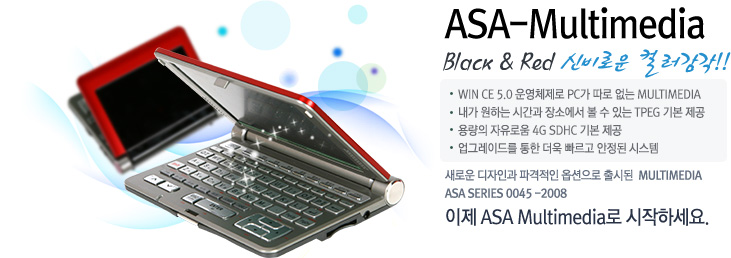 ASA-Multimedia
Black & Red 신비로운 컬러감각!!
• WIN CE 5.0 운영체제로 PC가 따로 없는 MULTIMEDIA
• 내가 원하는 시간과 장소에서 볼 수 있는 TPEG 기본 제공
• 용량의 자유로움 4G SDHC 기본 제공
• 업그레이드를 통한 더욱 빠르고 안정된 시스템
새로운 디자인과 파격적인 옵션으로 출시된 MULTIMEDIA
ASA SERIES 0045 -2008
이제 ASA Multimedia로 시작하세요.